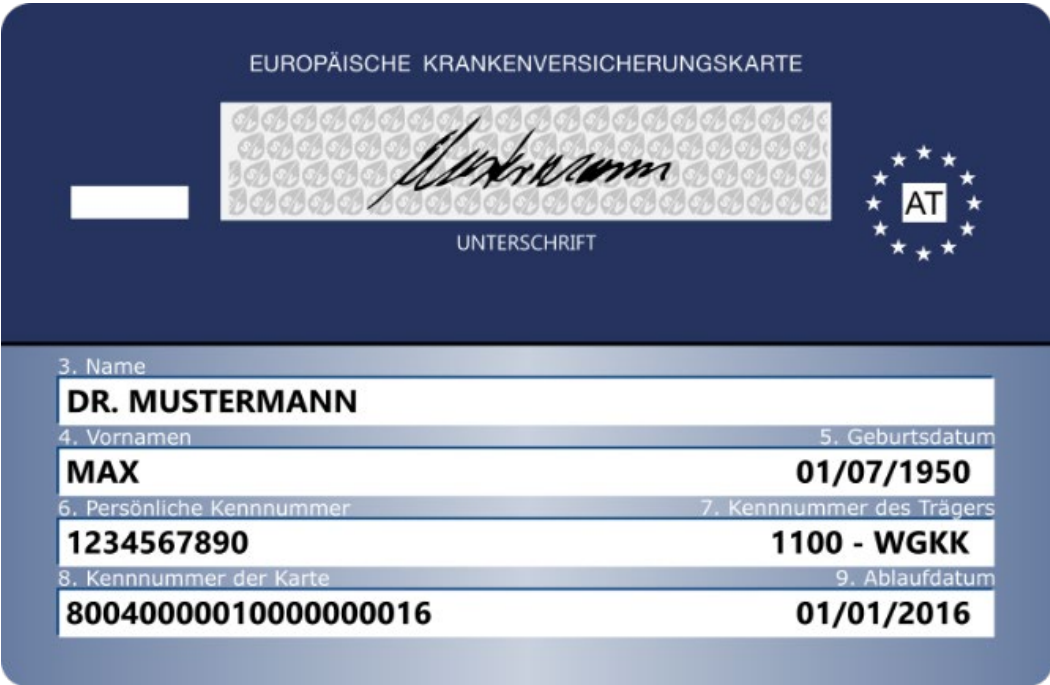 EUROPÄISCHE KRANKENVERSICHERUNGSKARTE
Mustermann
UNTERSCHRIFT
AT
3. Name
DR. MUSTERMANN
4. Vornamen 5. Geburtsdatum
MAX 01/07/1950
6. Persönliche Kennnummer 7. Kennnummer des Trägers
1234567890 1100 - WGKK
8. Kennnummer der Karte 9. Ablaufdatum
80040000010000000016 01/01/2016